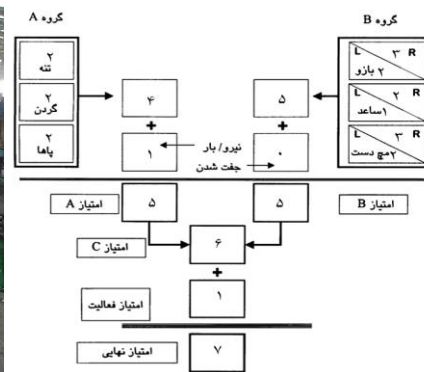 گروه A
گروه B
۲
تنه
۲
گردن
۲
پاها
L ۳ R
۲ بازو
L ۲ R
۱ساعد
L ۳ R
۲مچ دست
۴
۵
+
+
نیرو/ بار
جفت شدن
۱
۰
امتیاز A
۵
۵
امتیاز B
امتیاز C
۶
+
امتیاز فعالیت
۱
امتیاز نهایی
۷